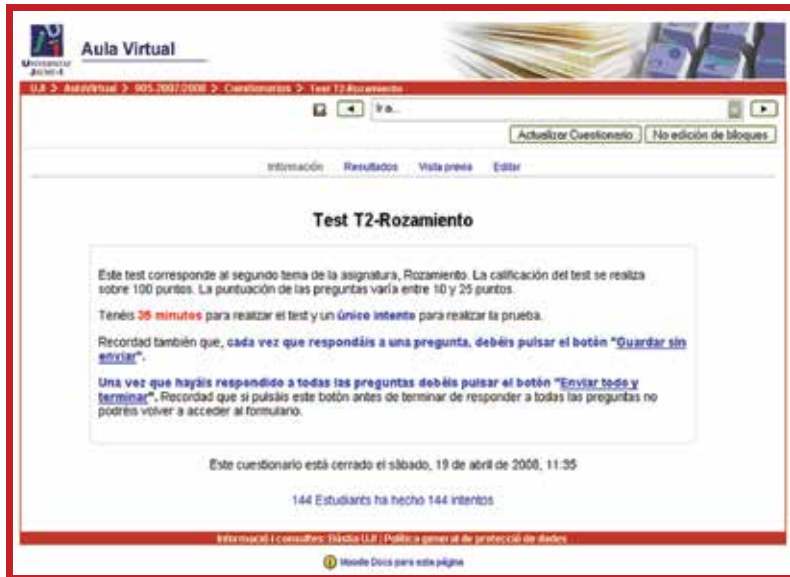 UNIVERSITAT
JAUME·I
Aula Virtual
UJI > AulaVirtual > 905.2007/2008 > Cuestionarios > Test T2-Rozamiento
Ir a...
Actualizar Cuestionario No edición de bloques
Información Resultados Vista previa Editar
Test T2-Rozamiento
Este test corresponde al segundo tema de la asignatura, Rozamiento. La calificación del test se realiza
sobre 100 puntos. La puntuación de las preguntas varía entre 10 y 25 puntos.
Tenéis 35 minutos para realizar el test y un único intento para realizar la prueba.
Recordad también que, cada vez que respondáis a una pregunta, debéis pulsar el botón "Guardar sin
enviar".
Una vez que hayáis respondido a todas las preguntas debéis pulsar el botón "Enviar todo y
terminar". Recordad que si pulsáis este botón antes de terminar de responder a todas las preguntas no
podréis volver a acceder al formulario.
Este cuestionario está cerrado el sábado, 19 de abril de 2008, 11:35
144 Estudiants ha hecho 144 intentos
Informació i consultes: Bústia UJI | Política general de protecció de dades
Moodle Docs para esta página